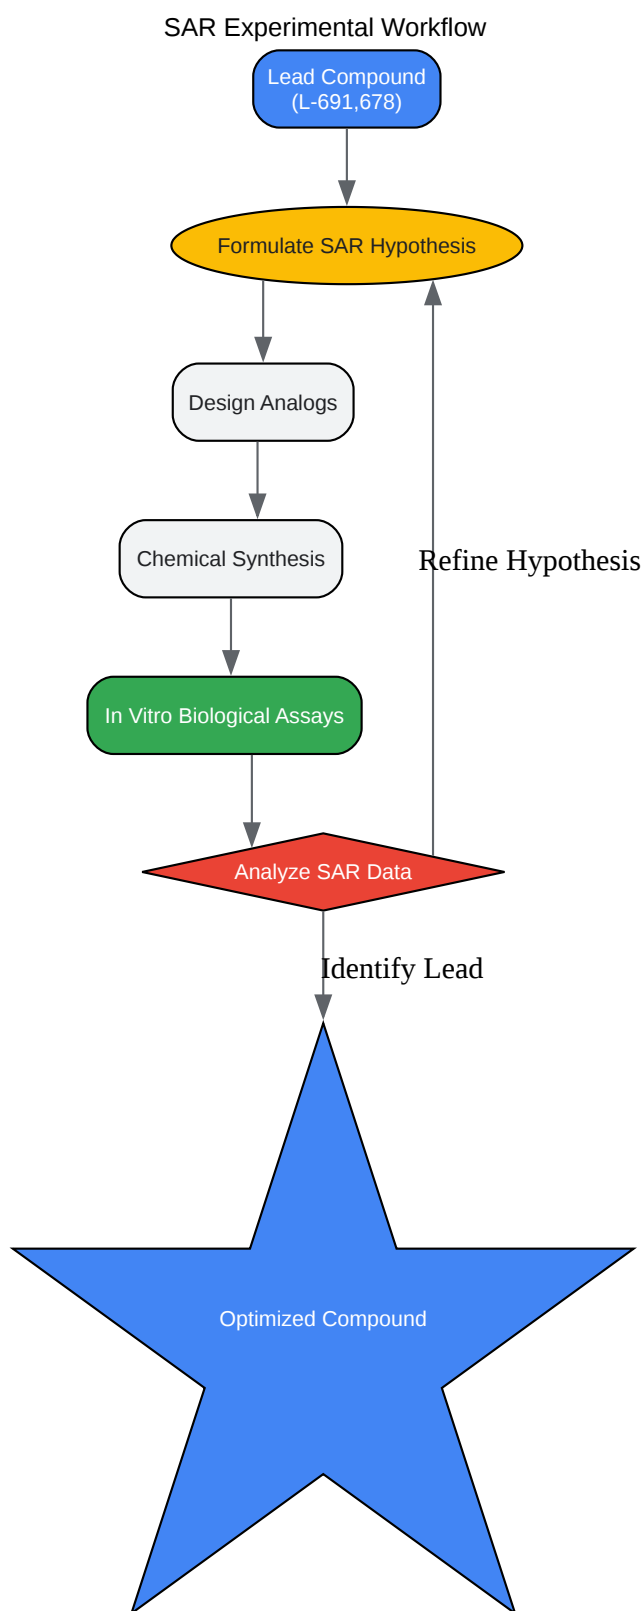 SAR Experimental Workflow
Lead Compound
(L-691,678)
Formulate SAR Hypothesis
Design Analogs
Chemical Synthesis
Refine Hypothesis
In Vitro Biological Assays
Analyze SAR Data
Identify Lead
Optimized Compound